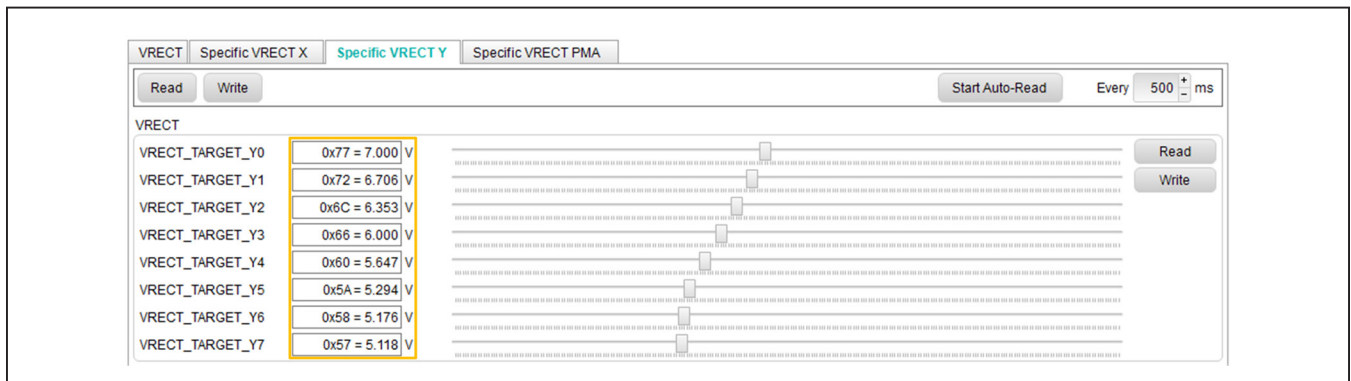 VRECT Specific VRECT X Specific VRECT Y Specific VRECT PMA
Read Write Start Auto-Read Every 500 + - ms
VRECT
VRECT_TARGET_Y0 0x77 = 7.000 V Read
VRECT_TARGET_Y1 0x72 = 6.706 V Write
VRECT_TARGET_Y2 0x6C = 6.353 V
VRECT_TARGET_Y3 0x66 = 6.000 V
VRECT_TARGET_Y4 0x60 = 5.647 V
VRECT_TARGET_Y5 0x5A = 5.294 V
VRECT_TARGET_Y6 0x58 = 5.176 V
VRECT_TARGET_Y7 0x57 = 5.118 V